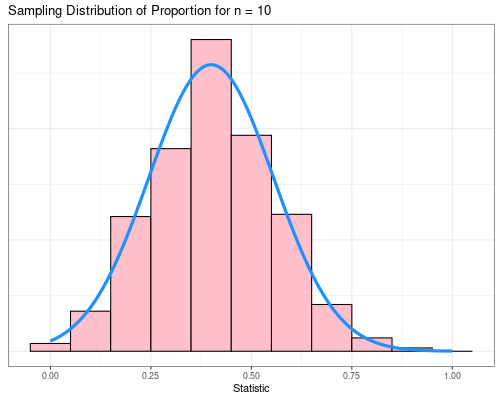 Sampling Distribution of Proportion for n = 10
0.00 0.25 0.50 0.75 1.00
Statistic